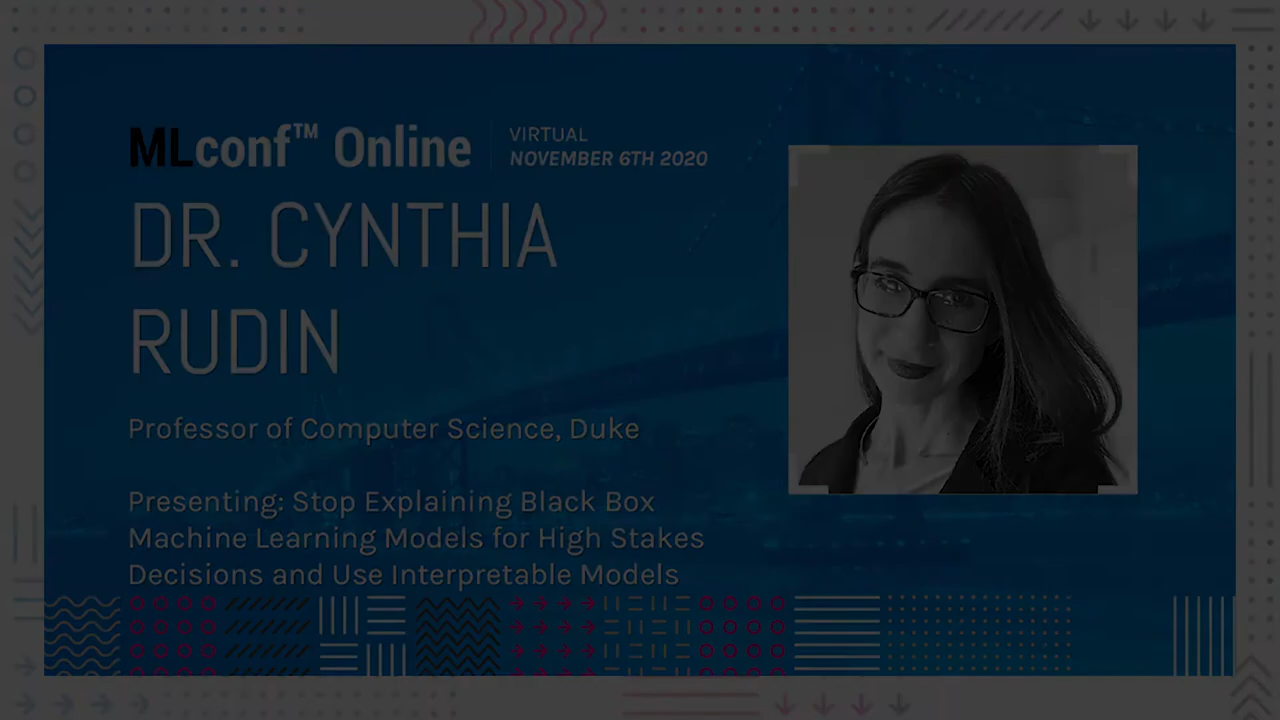 MLconf™ Online
VIRTUAL
NOVEMBER 6TH 2020
DR. CYNTHIA
RUDIN
Professor of Computer Science, Duke
Presenting: Stop Explaining Black Box
Machine Learning Models for High Stakes
Decisions and Use Interpretable Models